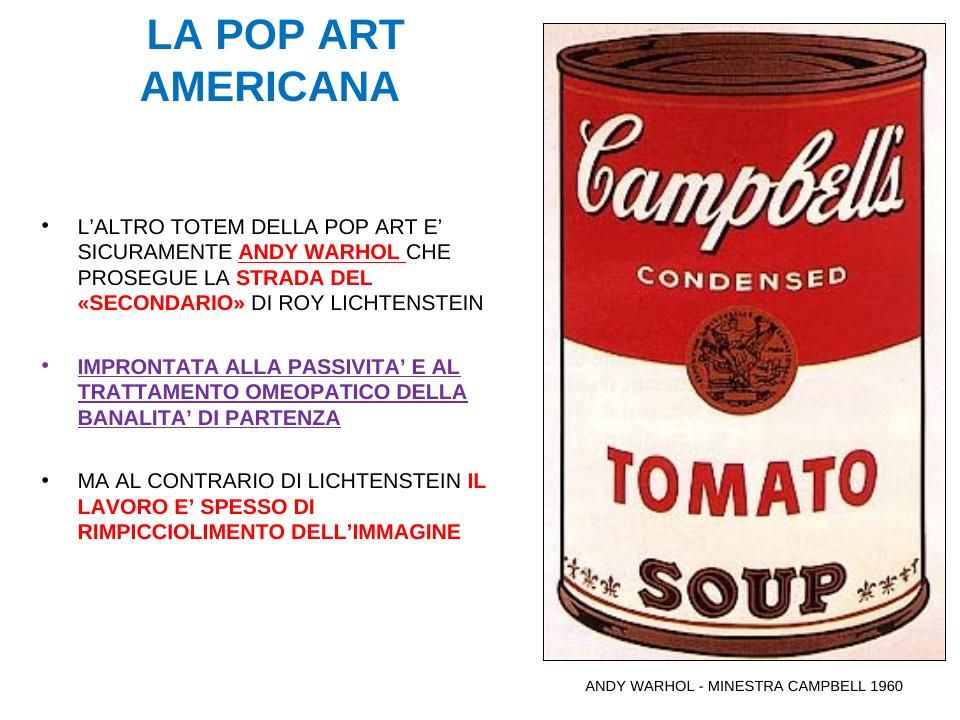 LA POP ART
AMERICANA
• L’ALTRO TOTEM DELLA POP ART E’
SICURAMENTE ANDY WARHOL CHE
PROSEGUE LA STRADA DEL
«SECONDARIO» DI ROY LICHTENSTEIN
• IMPRONTATA ALLA PASSIVITA’ E AL
TRATTAMENTO OMEOPATICO DELLA
BANALITA’ DI PARTENZA
• MA AL CONTRARIO DI LICHTENSTEIN IL
LAVORO E’ SPESSO DI
RIMPICCIOLIMENTO DELL’IMMAGINE
Campbell's
CONDENSED
TOMATO
SOUP
ANDY WARHOL - MINESTRA CAMPBELL 1960